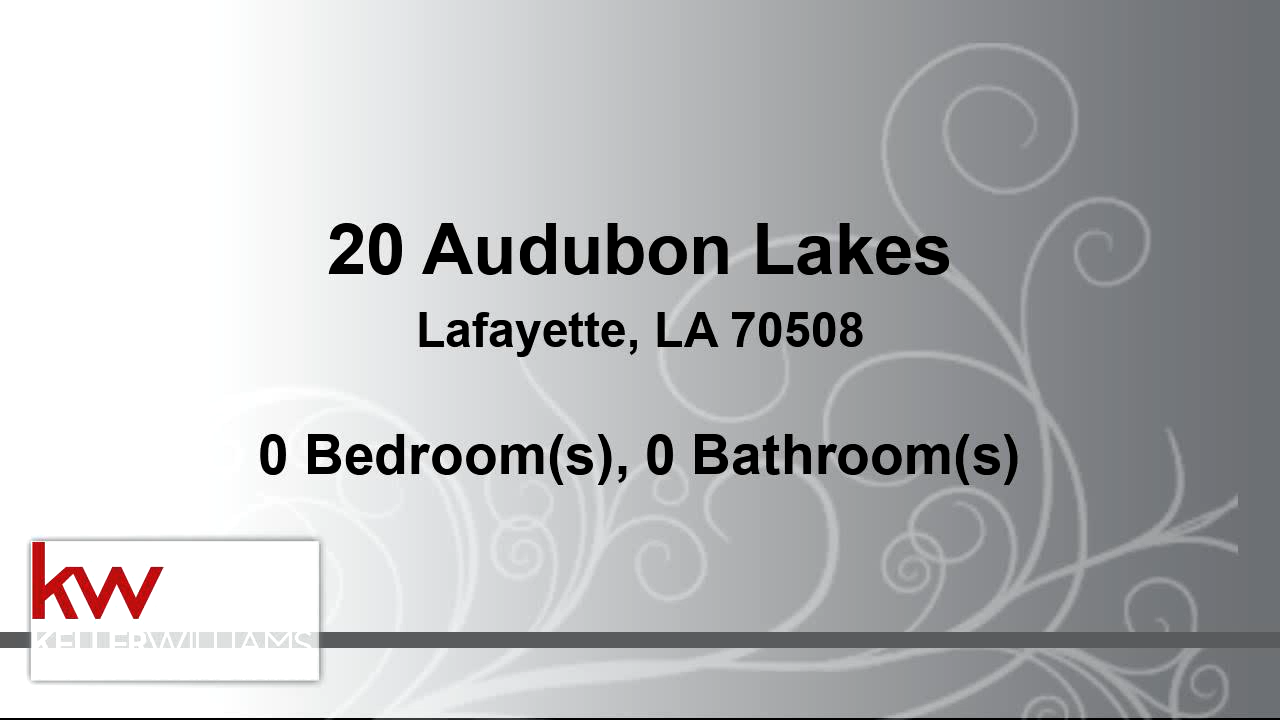 20 Audubon Lakes
Lafayette, LA 70508
0 Bedroom(s), 0 Bathroom(s)
kw
KELLERWILLIAMS